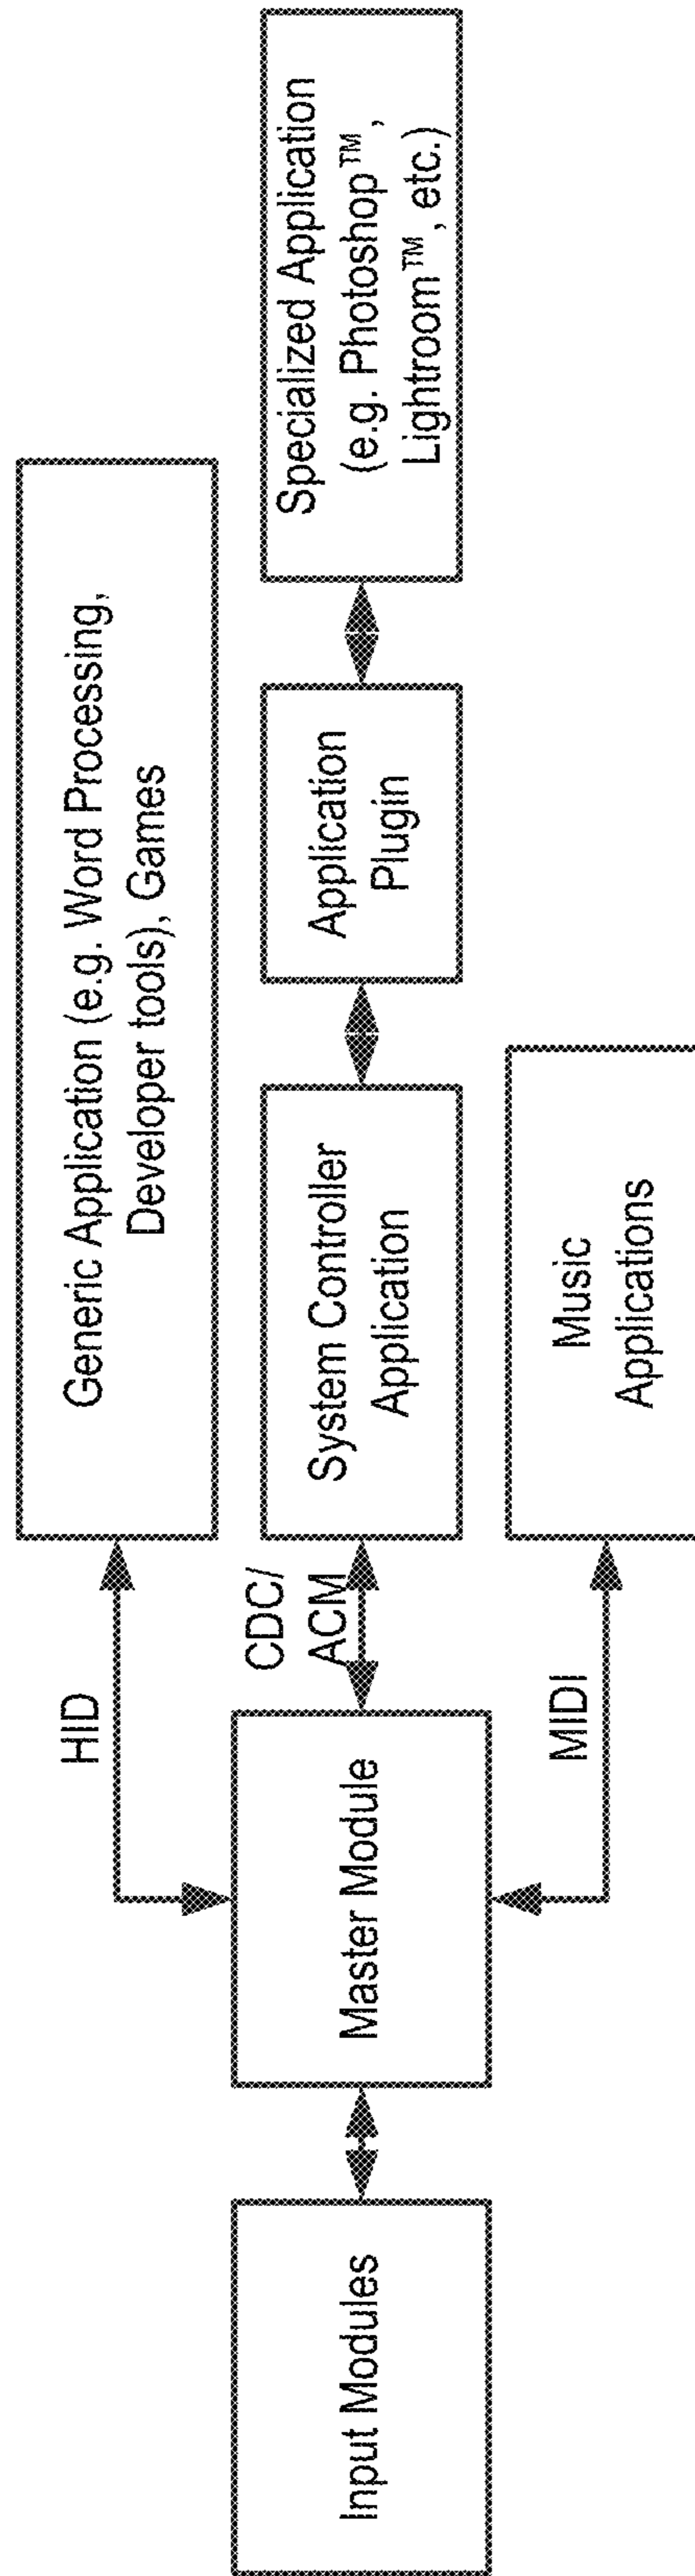 Input Modules
Master Module
HID
CDC/
ACM
MIDI
Generic Application (e.g. Word Processing,
Developer tools), Games
System Controller
Application
Music
Applications
Application
Plugin
Specialized Application
(e.g. Photoshop™,
Lightroom™, etc.)